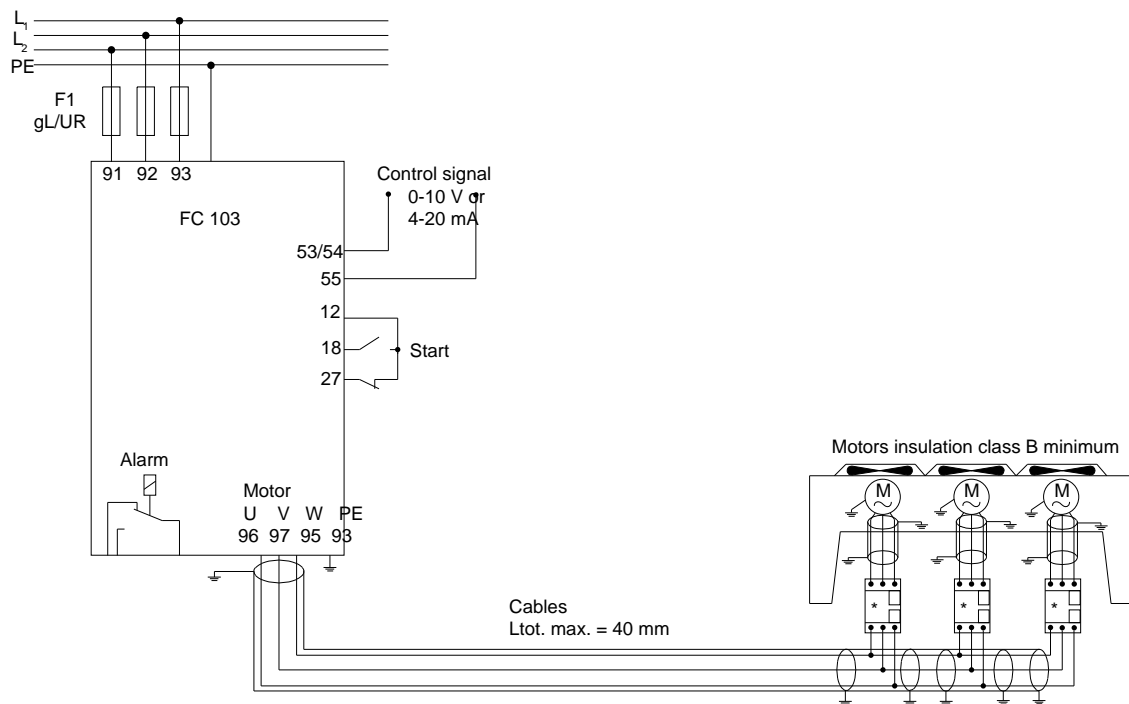 L1
L2
PE
F1
gL/UR
91 92 93
FC 103
Control signal
0-10 V or
4-20 mA
53/54
55
12
18
Start
27
Alarm
Motor
U V W PE
96 97 95 93
Motors insulation class B minimum
M M M
* * *
Cables
Ltot. max. = 40 mm